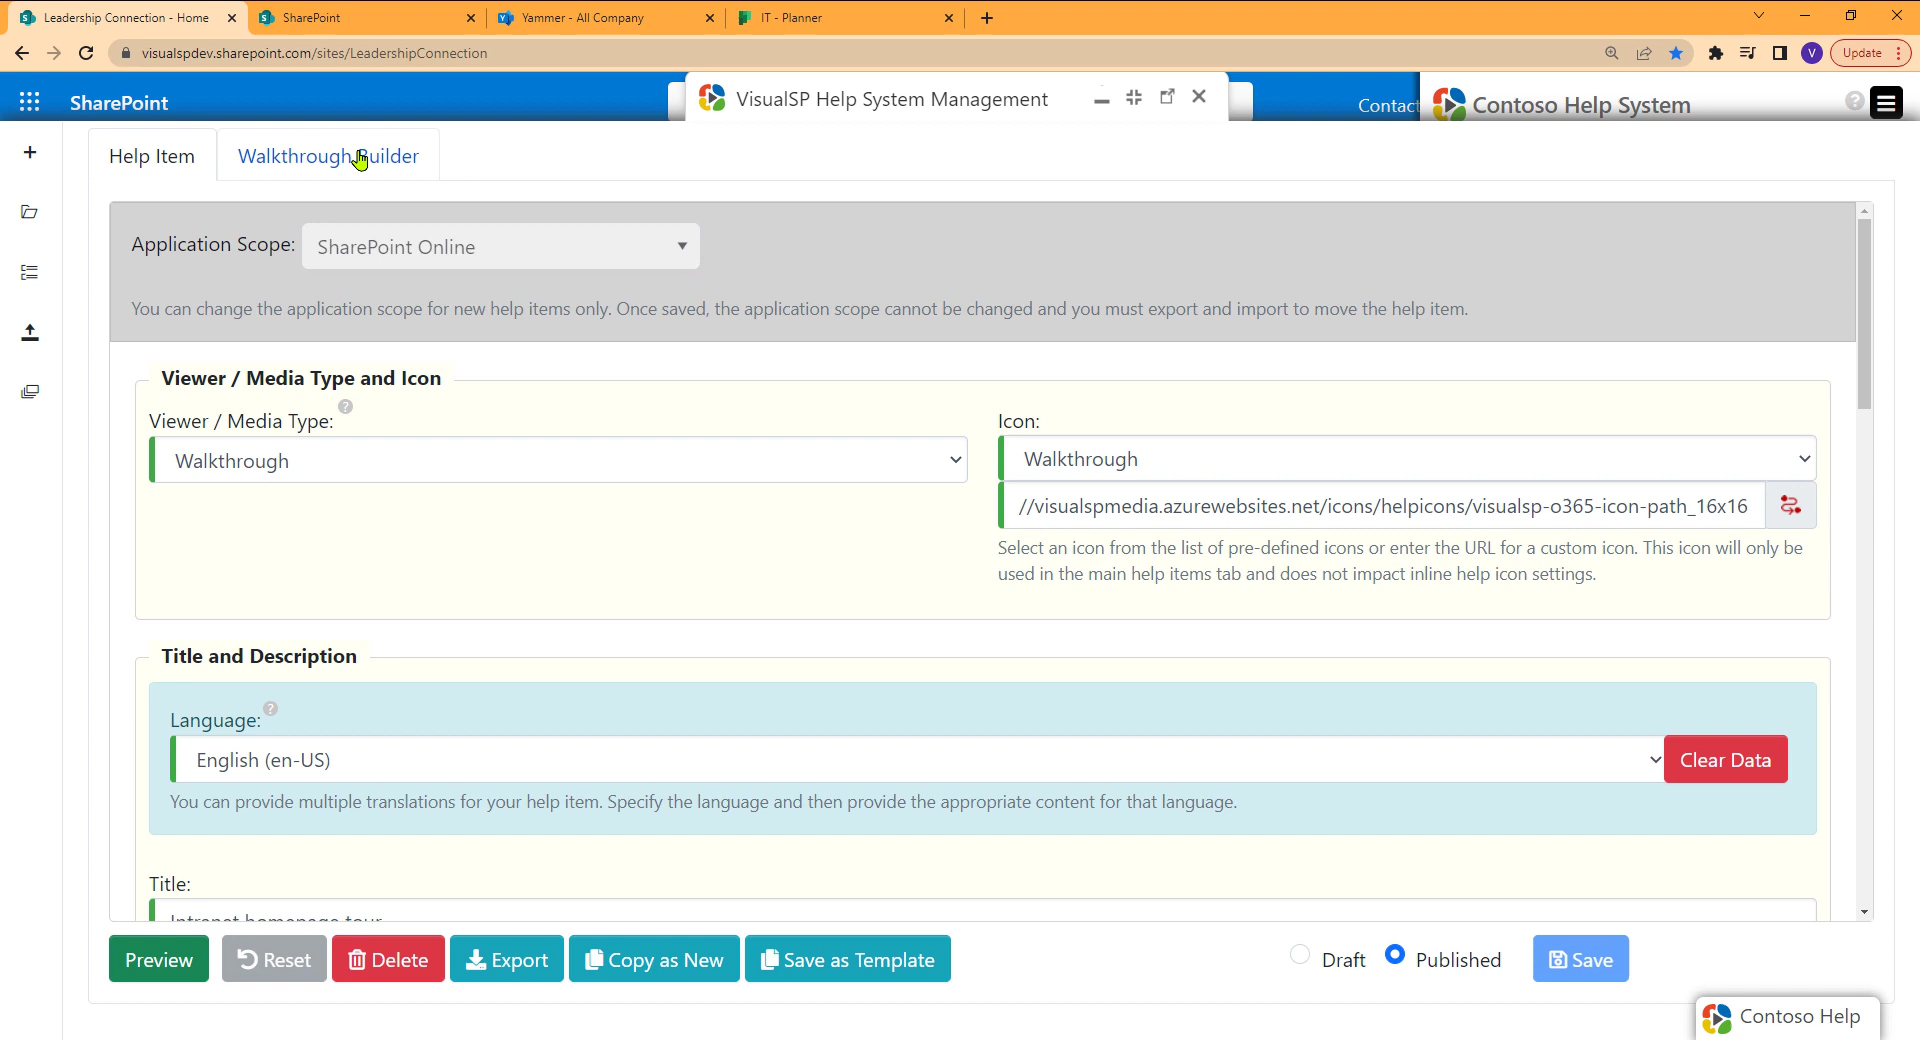 Leadership Connection - Home
SharePoint
Yammer - All Company
IT - Planner
visualspdev.sharepoint.com/sites/LeadershipConnection
V
Update
SharePoint
VisualSP Help System Management
Contact
Contoso Help System
Help Item
Walkthrough Builder
Application Scope:
SharePoint Online
You can change the application scope for new help items only. Once saved, the application scope cannot be changed and you must export and import to move the help item.
Viewer / Media Type and Icon
Viewer / Media Type:
Walkthrough
Icon:
Walkthrough
//visualspmedia.azurewebsites.net/icons/helpicons/visualsp-o365-icon-path_16x16
Select an icon from the list of pre-defined icons or enter the URL for a custom icon. This icon will only be
used in the main help items tab and does not impact inline help icon settings.
Title and Description
Language:
English (en-US)
Clear Data
You can provide multiple translations for your help item. Specify the language and then provide the appropriate content for that language.
Title:
Intranet homepage tour
Preview
Reset
Delete
Export
Copy as New
Save as Template
Draft
Published
Save
Contoso Help